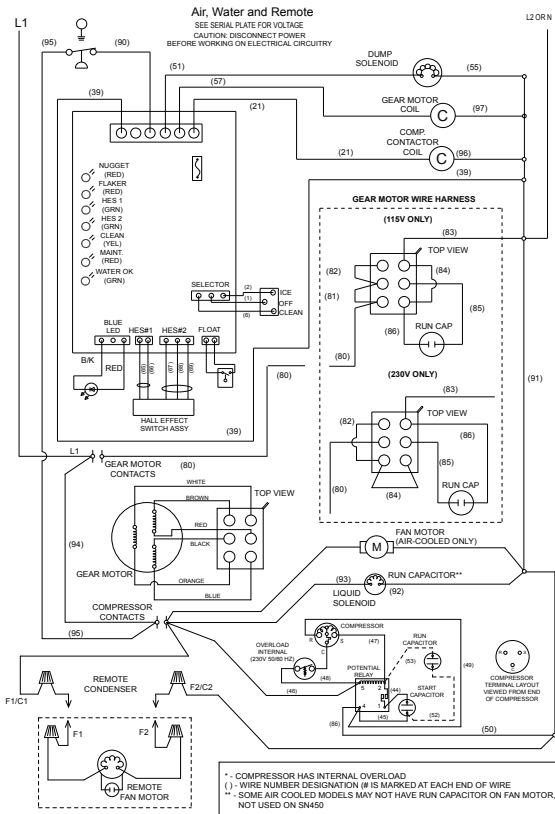 Air, Water and Remote
SEE SERIAL PLATE FOR VOLTAGE
CAUTION: DISCONNECT POWER
BEFORE WORKING ON ELECTRICAL CIRCUITRY
L1
L2 OR N
(95)
(90)
(51)
DUMP
SOLENOID
(55)
(57)
GEAR MOTOR
COIL
C
(97)
(39)
(21)
COMP.
CONTACTOR
COIL
(21)
C
(96)
(39)
NUGGET
(RED)
FLAKER
(RED)
HES 1
(GRN)
HES 2
(GRN)
CLEAN
(YEL)
MAINT.
(RED)
WATER OK
(GRN)
SELECTOR
(2)
(1)
(6)
ICE
OFF
CLEAN
BLUE
LED
HES#1
HES#2
FLOAT
B/K
RED
(65)
(66)
(67)
(68)
(69)
HALL EFFECT
SWITCH ASSY
(80)
(39)
GEAR MOTOR WIRE HARNESS
(115V ONLY)
(83)
TOP VIEW
(82)
(84)
(81)
(85)
(86)
RUN CAP
(80)
(230V ONLY)
(83)
TOP VIEW
(82)
(86)
(85)
(80)
(84)
RUN CAP
(91)
L1
(80)
GEAR MOTOR
CONTACTS
WHITE
BROWN
TOP VIEW
RED
BLACK
GEAR MOTOR
ORANGE
BLUE
(94)
COMPRESSOR
CONTACTS
(95)
M
FAN MOTOR
(AIR-COOLED ONLY)
(93)
RUN CAPACITOR**
LIQUID
SOLENOID
(92)
COMPRESSOR
R
S
C
(47)
OVERLOAD
INTERNAL
(230V 50/60 HZ)
(48)
(46)
POTENTIAL
RELAY
5
2
4
1
(44)
(45)
(86)
RUN
CAPACITOR
(53)
START
CAPACITOR
(52)
(49)
R
S
C
COMPRESSOR
TERMINAL LAYOUT
VIEWED FROM END
OF COMPRESSOR
(50)
REMOTE
CONDENSER
F1/C1
F2/C2
F1
F2
REMOTE
FAN MOTOR
* - COMPRESSOR HAS INTERNAL OVERLOAD
( ) - WIRE NUMBER DESIGNATION (# IS MARKED AT EACH END OF WIRE
** - SOME AIR COOLED MODELS MAY NOT HAVE RUN CAPACITOR ON FAN MOTOR,
NOT USED ON SN450